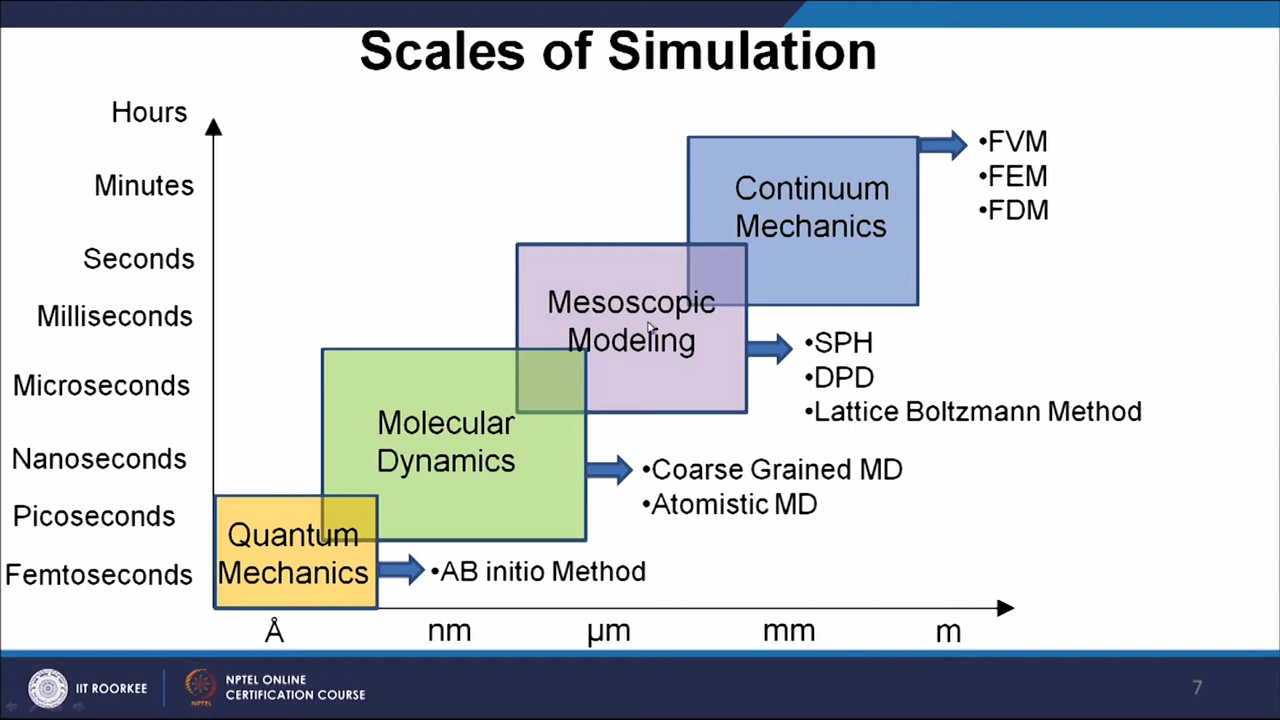 Scales of Simulation
Hours
Minutes
Seconds
Milliseconds
Microseconds
Nanoseconds
Picoseconds
Femtoseconds
Continuum
Mechanics
•FVM
•FEM
•FDM
Mesoscopic
Modeling
•SPH
•DPD
•Lattice Boltzmann Method
Molecular
Dynamics
•Coarse Grained MD
•Atomistic MD
Quantum
Mechanics
•AB initio Method
Å
nm
μm
mm
m
IIT ROORKEE
NPTEL
NPTEL ONLINE
CERTIFICATION COURSE
7